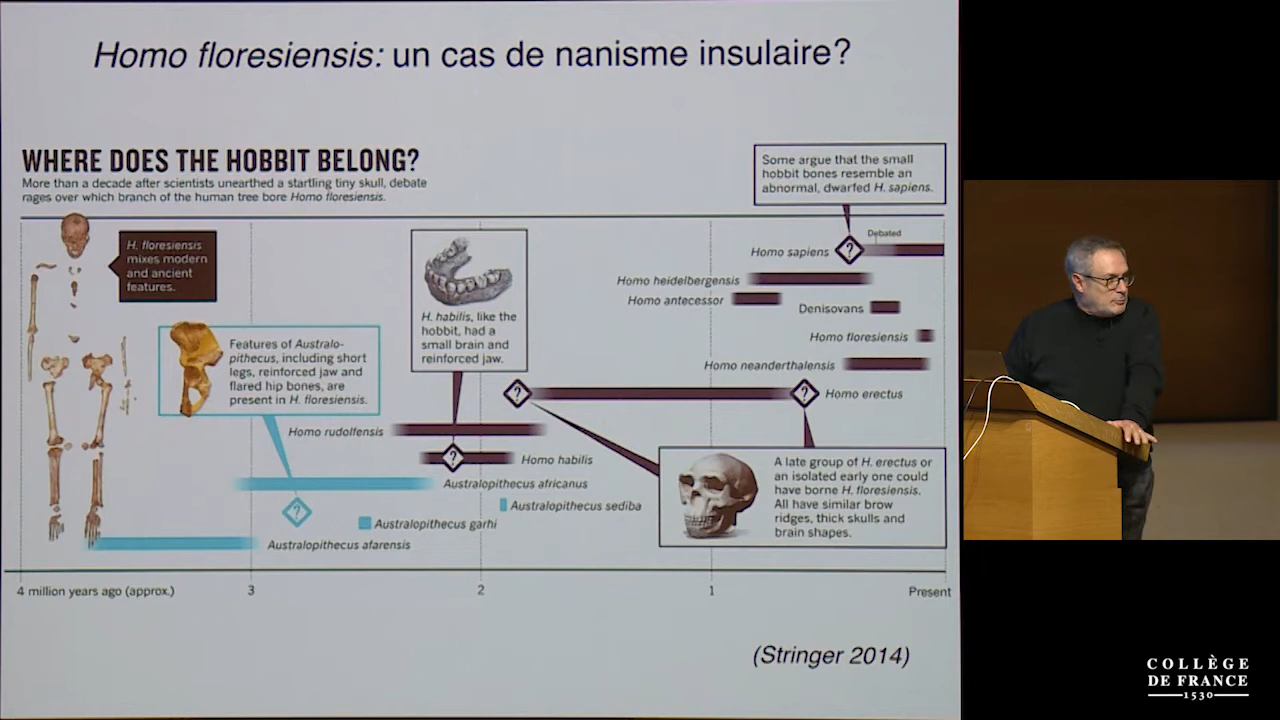 Homo floresiensis: un cas de nanisme insulaire?
WHERE DOES THE HOBBIT BELONG?
More than a decade after scientists unearthed a startling tiny skull, debate
rages over which branch of the human tree bore Homo floresiensis.
Some argue that the small
hobbit bones resemble an
abnormal, dwarfed H. sapiens.
H. floresiensis
mixes modern
and ancient
features.
Debated
Homo sapiens
?
Homo heidelbergensis
Homo antecessor
Denisovans
Homo floresiensis
Homo neanderthalensis
H. habilis, like the
hobbit, had a
small brain and
reinforced jaw.
Features of Australo-
pithecus, including short
legs, reinforced jaw and
flared hip bones, are
present in H. floresiensis.
?
?
Homo erectus
Homo rudolfensis
?
Homo habilis
Australopithecus africanus
Australopithecus sediba
?
Australopithecus garhi
Australopithecus afarensis
A late group of H. erectus or
an isolated early one could
have borne H. floresiensis.
All have similar brow
ridges, thick skulls and
brain shapes.
4 million years ago (approx.)
3
2
1
Present
(Stringer 2014)
COLLÈGE
DE FRANCE
1530